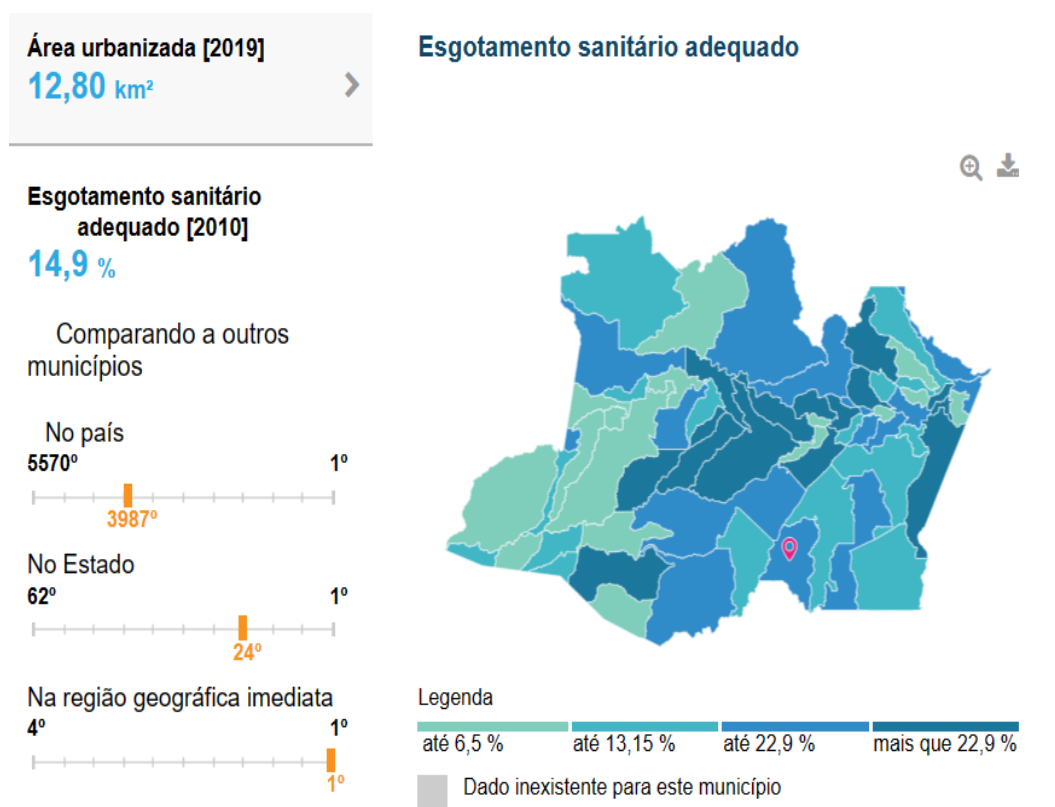 Área urbanizada [2019]
12,80 km²
Esgotamento sanitário
adequado [2010]
14,9 %
Comparando a outros
municípios
No país
5570º 1º
3987º
No Estado
62º 1º
24º
Na região geográfica imediata
4º 1º
1º
Esgotamento sanitário adequado
Legenda
até 6,5 % até 13,15 % até 22,9 % mais que 22,9 %
Dado inexistente para este município